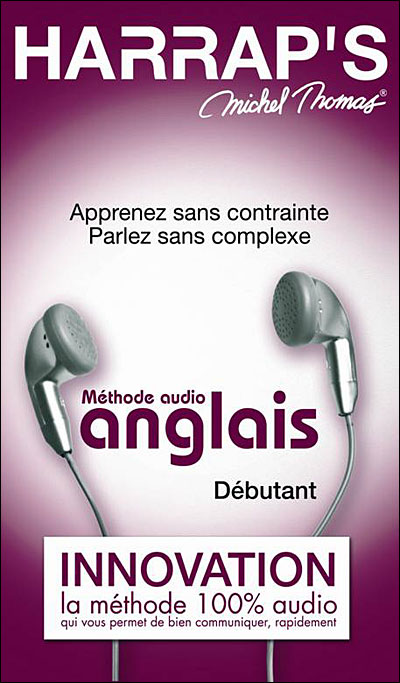 HARRAP'S
Michel Thomas®
Apprenez sans contrainte
Parlez sans complexe
Méthode audio
anglais
Débutant
INNOVATION
la méthode 100% audio
qui vous permet de bien communiquer, rapidement